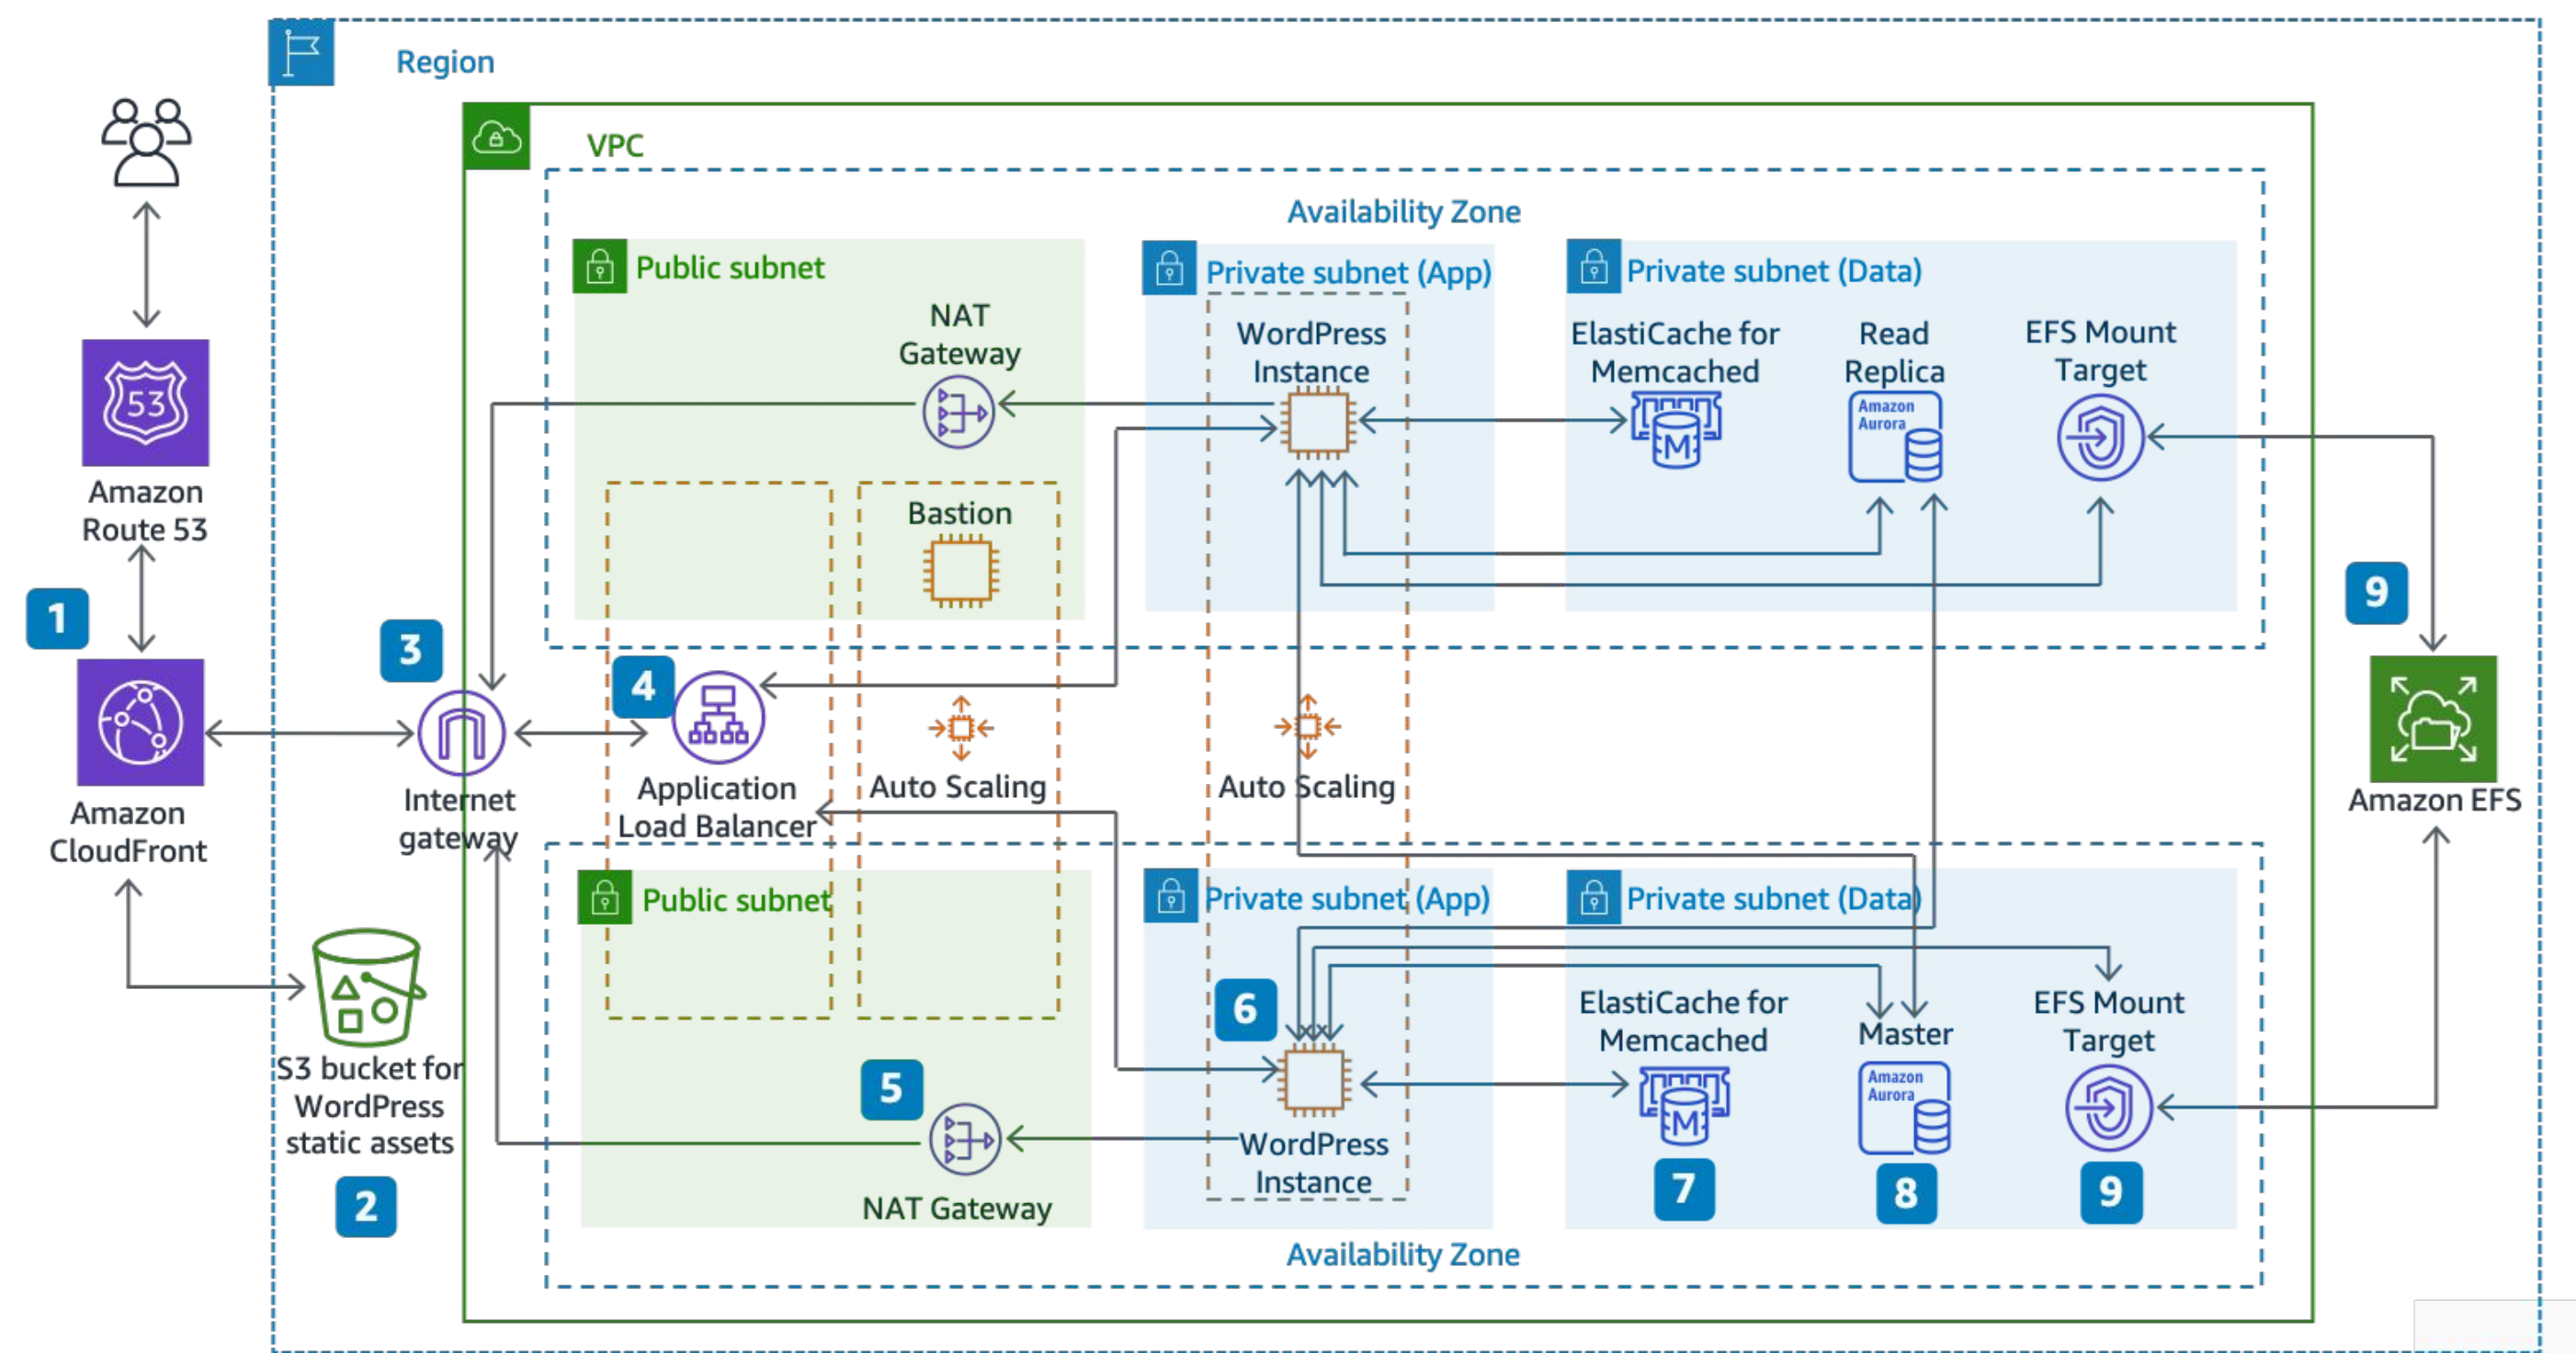 Region
VPC
Availability Zone
Public subnet
Private subnet (App)
Private subnet (Data)
NAT
Gateway
WordPress
Instance
ElastiCache for
Memcached
Read
Replica
EFS Mount
Target
M
Amazon
Aurora
53
Amazon
Route 53
Bastion
1
3
4
9
Amazon
CloudFront
Internet
gateway
Application
Load Balancer
Auto Scaling
Auto Scaling
Amazon EFS
Public subnet
Private subnet (App)
Private subnet (Data)
S3 bucket for
WordPress
static assets
2
5
NAT Gateway
6
WordPress
Instance
ElastiCache for
Memcached
M
7
Master
Amazon
Aurora
8
EFS Mount
Target
9
Availability Zone